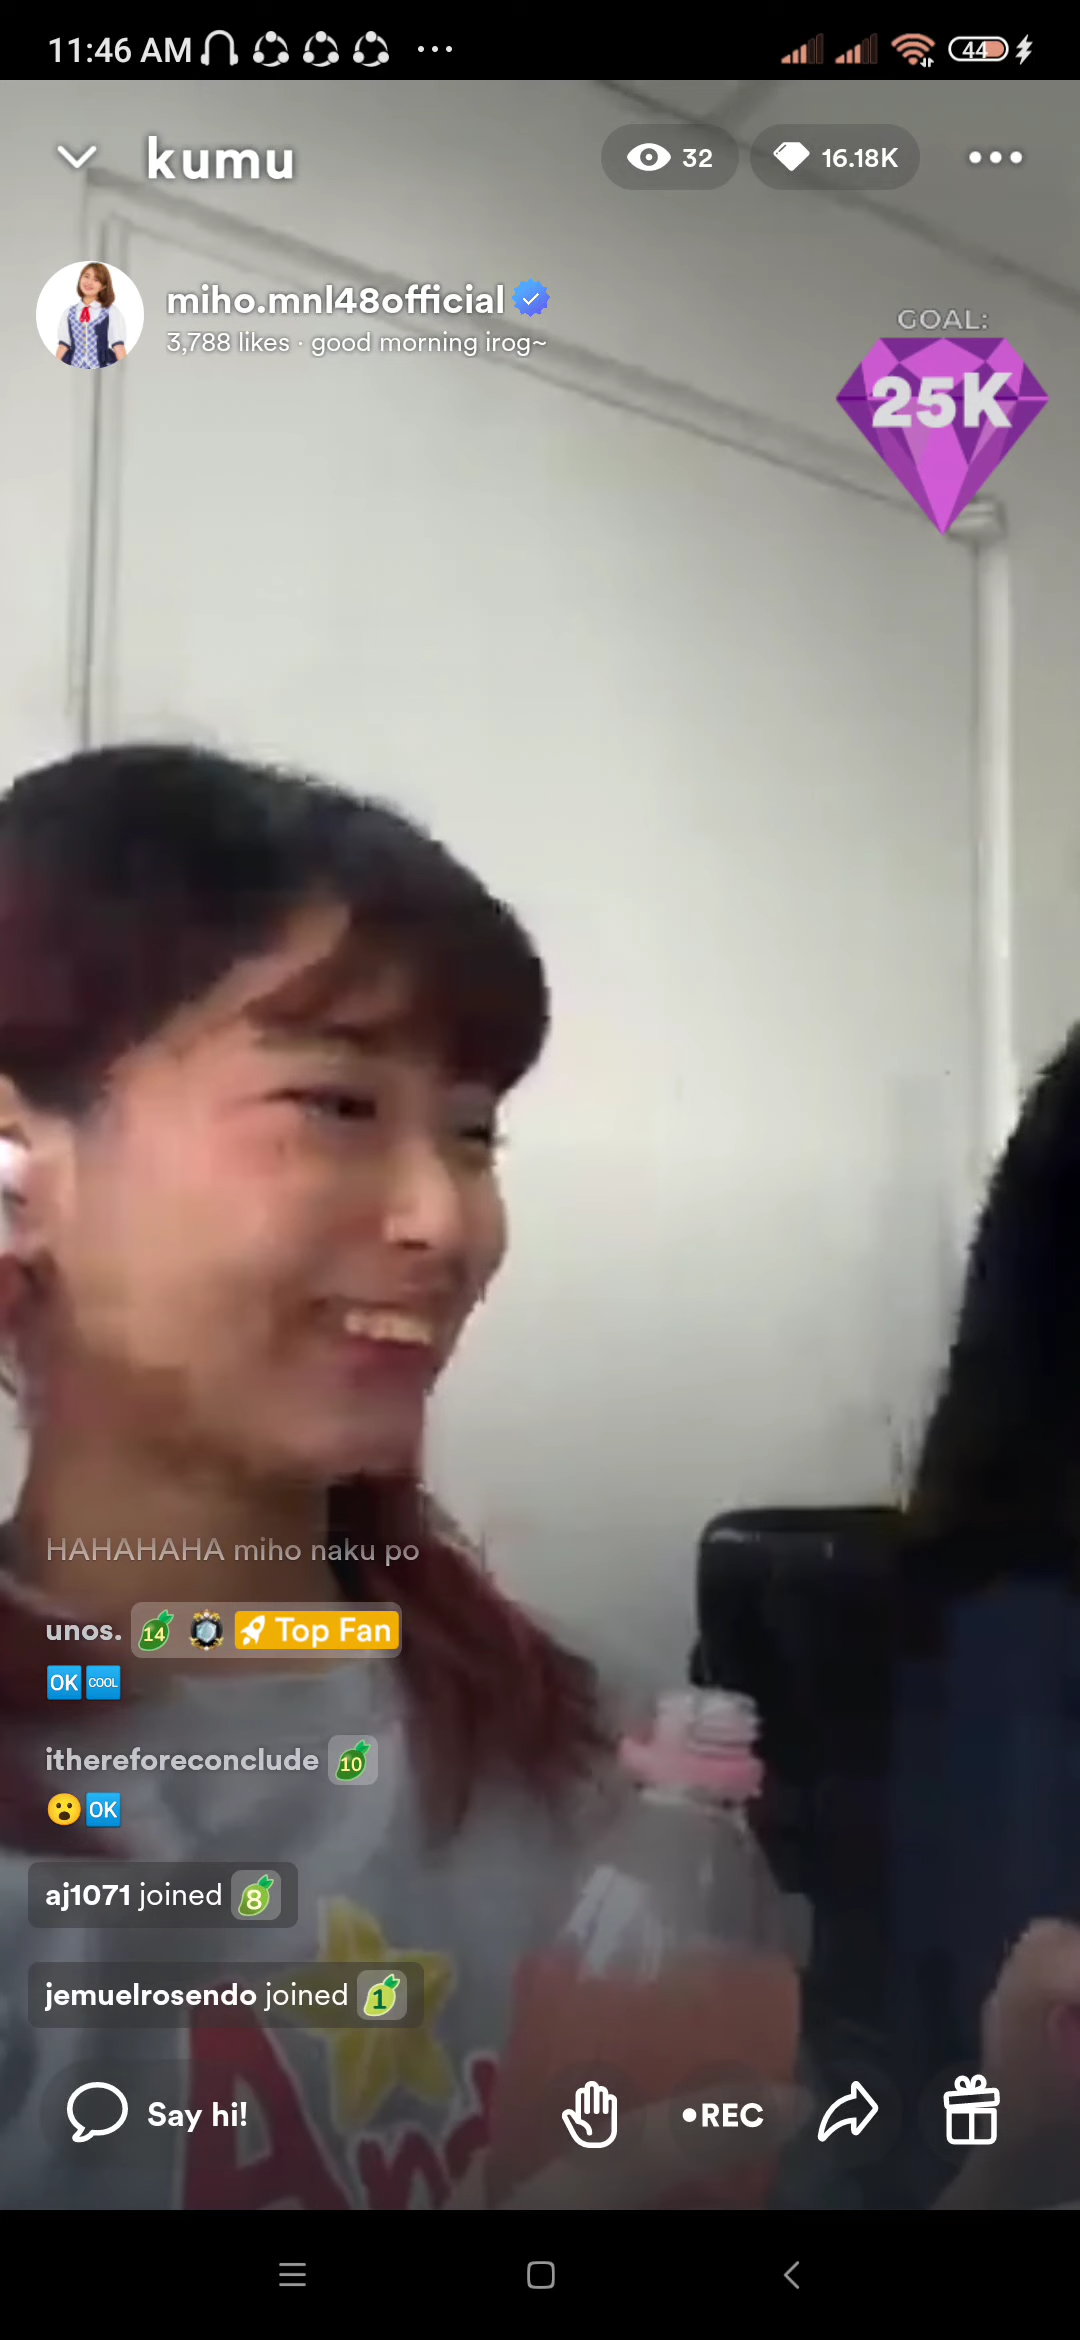 11:46 AM
44
kumu
32
16.18K
miho.mnl48official
3,788 likes · good morning irog~
GOAL:
25K
HAHAHAHA miho naku po
unos. 14 Top Fan
OK COOL
ithereforeconclude 10
OK
aj1071 joined 8
jemuelrosendo joined 1
Say hi!
•REC